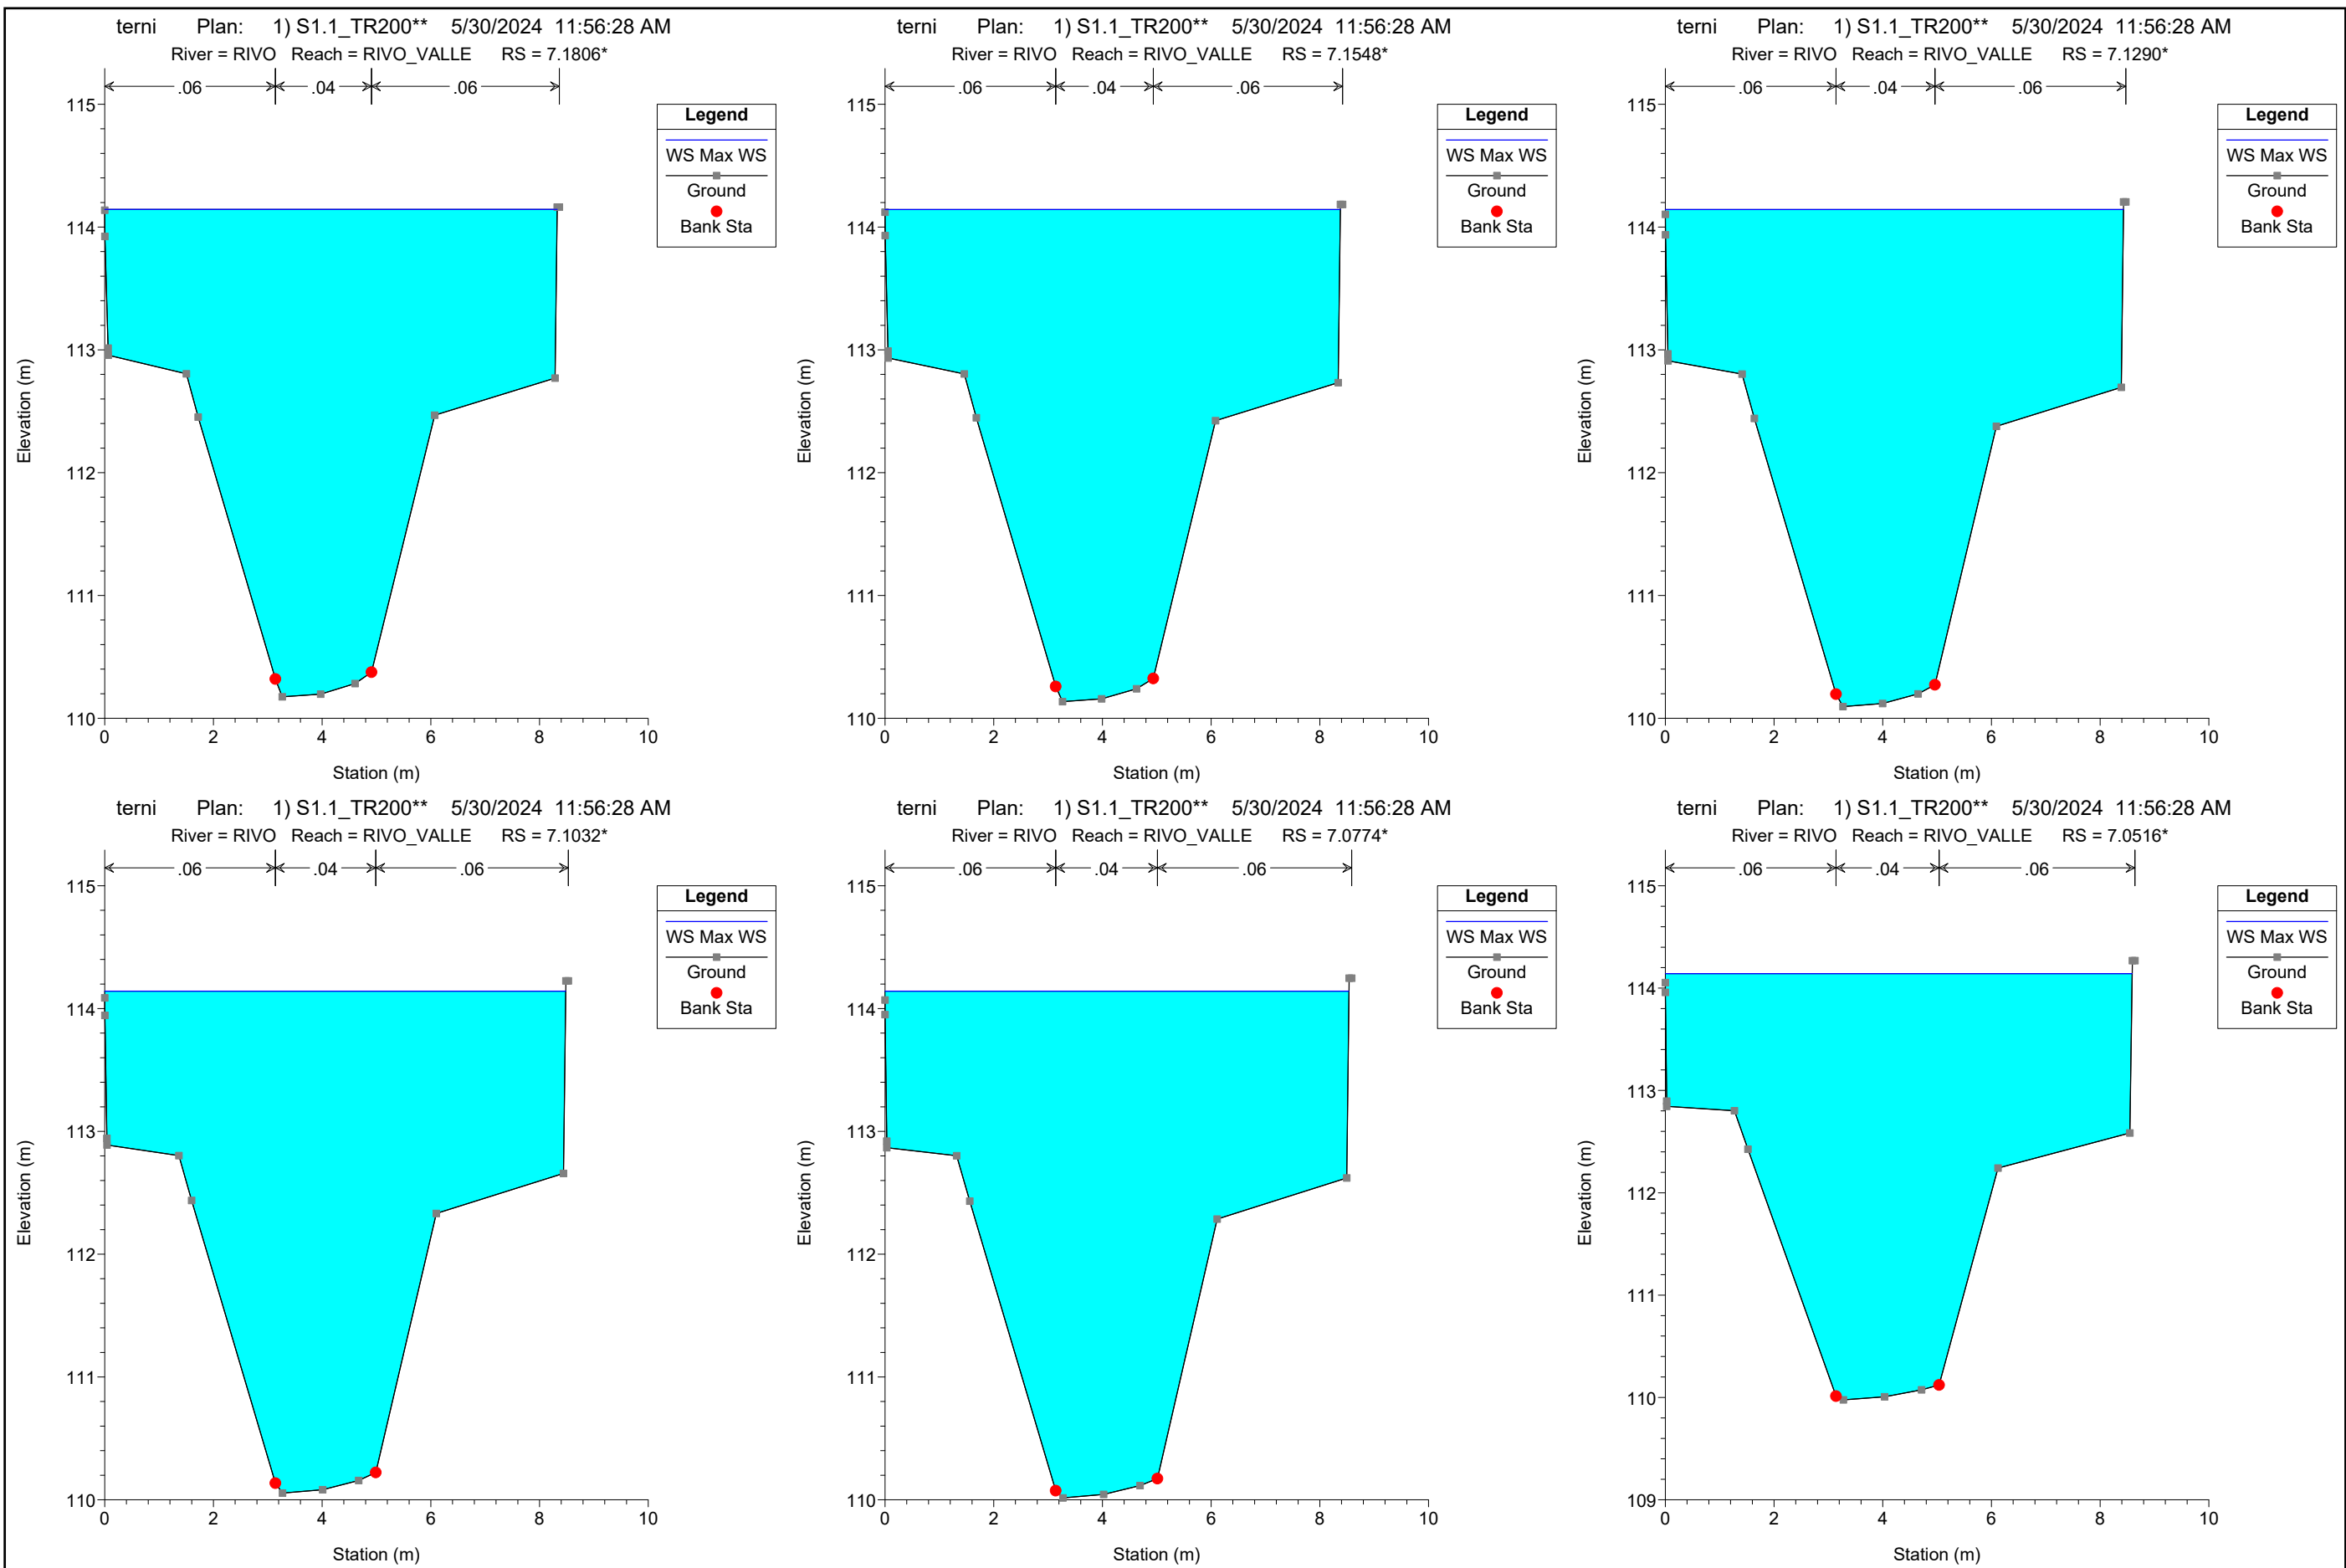 terni Plan: 1) S1.1_TR200** 5/30/2024 11:56:28 AM
River = RIVO Reach = RIVO_VALLE RS = 7.1806*
.06 .04 .06
Legend
WS Max WS
Ground
Bank Sta
115
114
113
112
111
110
Elevation (m)
0 2 4 6 8 10
Station (m)
terni Plan: 1) S1.1_TR200** 5/30/2024 11:56:28 AM
River = RIVO Reach = RIVO_VALLE RS = 7.1548*
.06 .04 .06
Legend
WS Max WS
Ground
Bank Sta
115
114
113
112
111
110
Elevation (m)
0 2 4 6 8 10
Station (m)
terni Plan: 1) S1.1_TR200** 5/30/2024 11:56:28 AM
River = RIVO Reach = RIVO_VALLE RS = 7.1290*
.06 .04 .06
Legend
WS Max WS
Ground
Bank Sta
115
114
113
112
111
110
Elevation (m)
0 2 4 6 8 10
Station (m)
terni Plan: 1) S1.1_TR200** 5/30/2024 11:56:28 AM
River = RIVO Reach = RIVO_VALLE RS = 7.1032*
.06 .04 .06
Legend
WS Max WS
Ground
Bank Sta
115
114
113
112
111
110
Elevation (m)
0 2 4 6 8 10
Station (m)
terni Plan: 1) S1.1_TR200** 5/30/2024 11:56:28 AM
River = RIVO Reach = RIVO_VALLE RS = 7.0774*
.06 .04 .06
Legend
WS Max WS
Ground
Bank Sta
115
114
113
112
111
110
Elevation (m)
0 2 4 6 8 10
Station (m)
terni Plan: 1) S1.1_TR200** 5/30/2024 11:56:28 AM
River = RIVO Reach = RIVO_VALLE RS = 7.0516*
.06 .04 .06
Legend
WS Max WS
Ground
Bank Sta
115
114
113
112
111
110
109
Elevation (m)
0 2 4 6 8 10
Station (m)